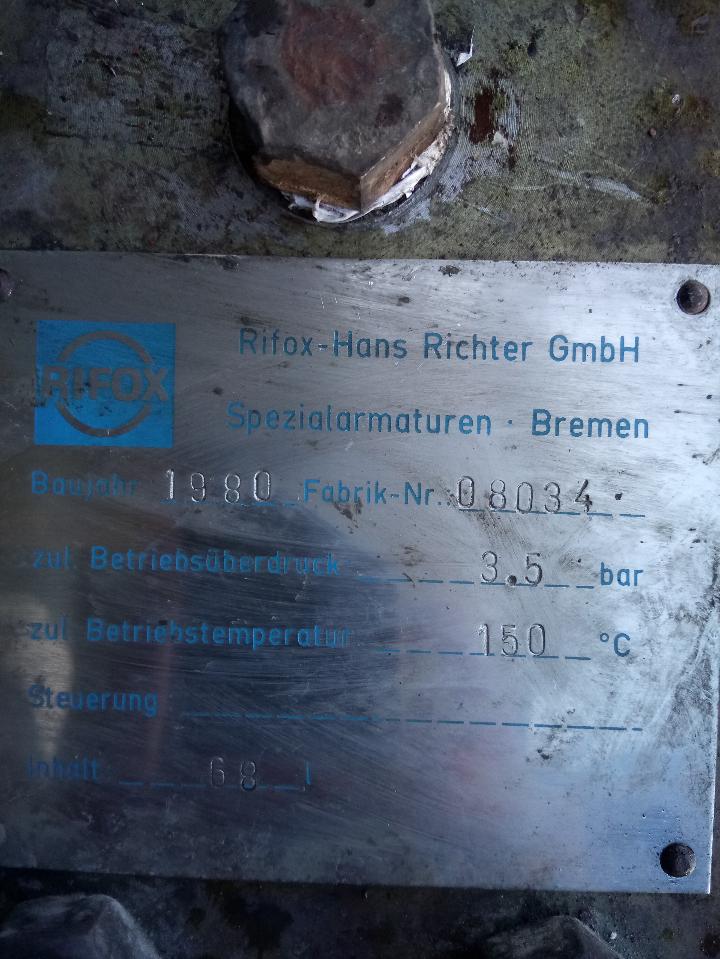 RIFOX
Rifox-Hans Richter GmbH
Spezialarmaturen · Bremen
Baujahr 1980 Fabrik-Nr. 08034
zul. Betriebsüberdruck 3.5 bar
zul. Betriebstemperatur 150 °C
Steuerung
Inhalt 68 l